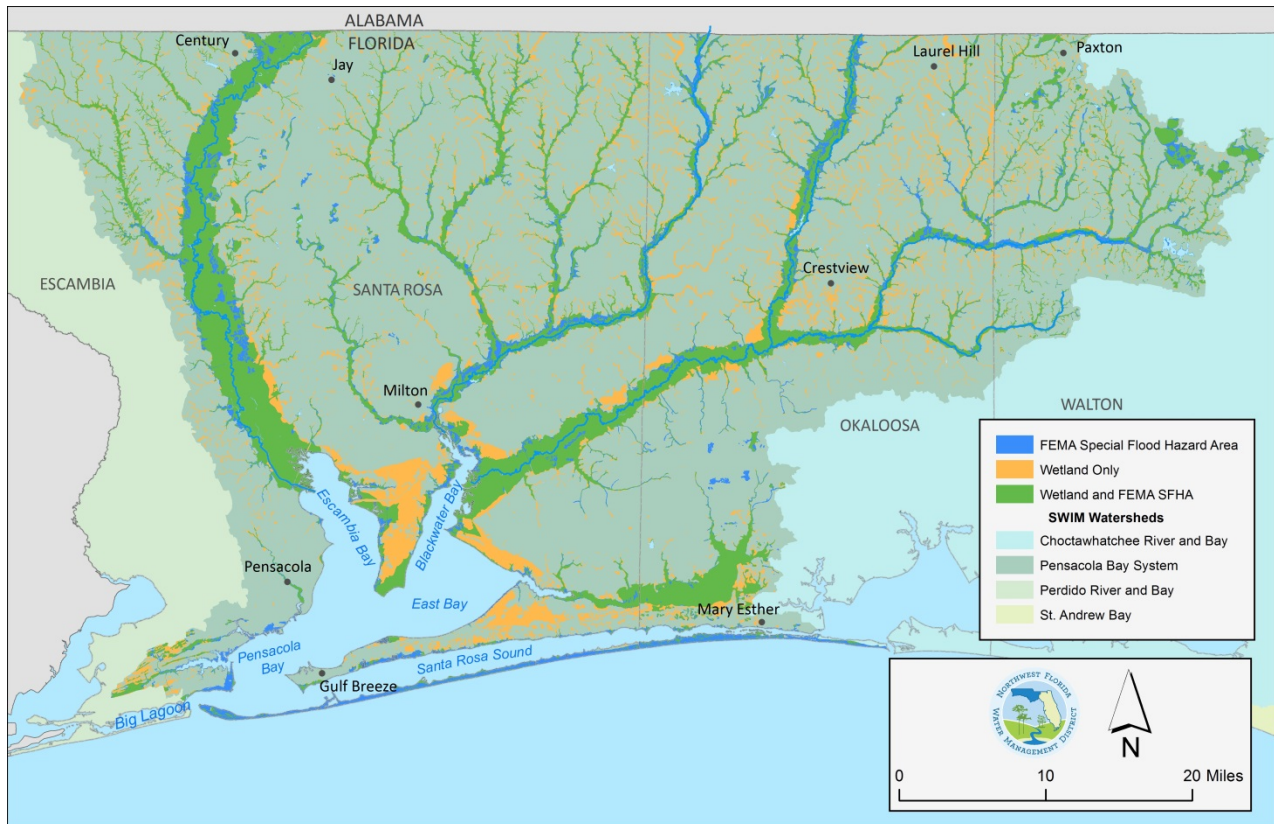 ALABAMA
FLORIDA
Century
Jay
Laurel Hill
Paxton
ESCAMBIA
SANTA ROSA
Crestview
Milton
OKALOOSA
WALTON
Escambia Bay
Blackwater Bay
Pensacola
East Bay
Mary Esther
Pensacola
Bay
Santa Rosa Sound
Gulf Breeze
Big Lagoon
FEMA Special Flood Hazard Area
Wetland Only
Wetland and FEMA SFHA
SWIM Watersheds
Choctawhatchee River and Bay
Pensacola Bay System
Perdido River and Bay
St. Andrew Bay
NORTHWEST FLORIDA
WATER MANAGEMENT DISTRICT
N
0 10 20 Miles